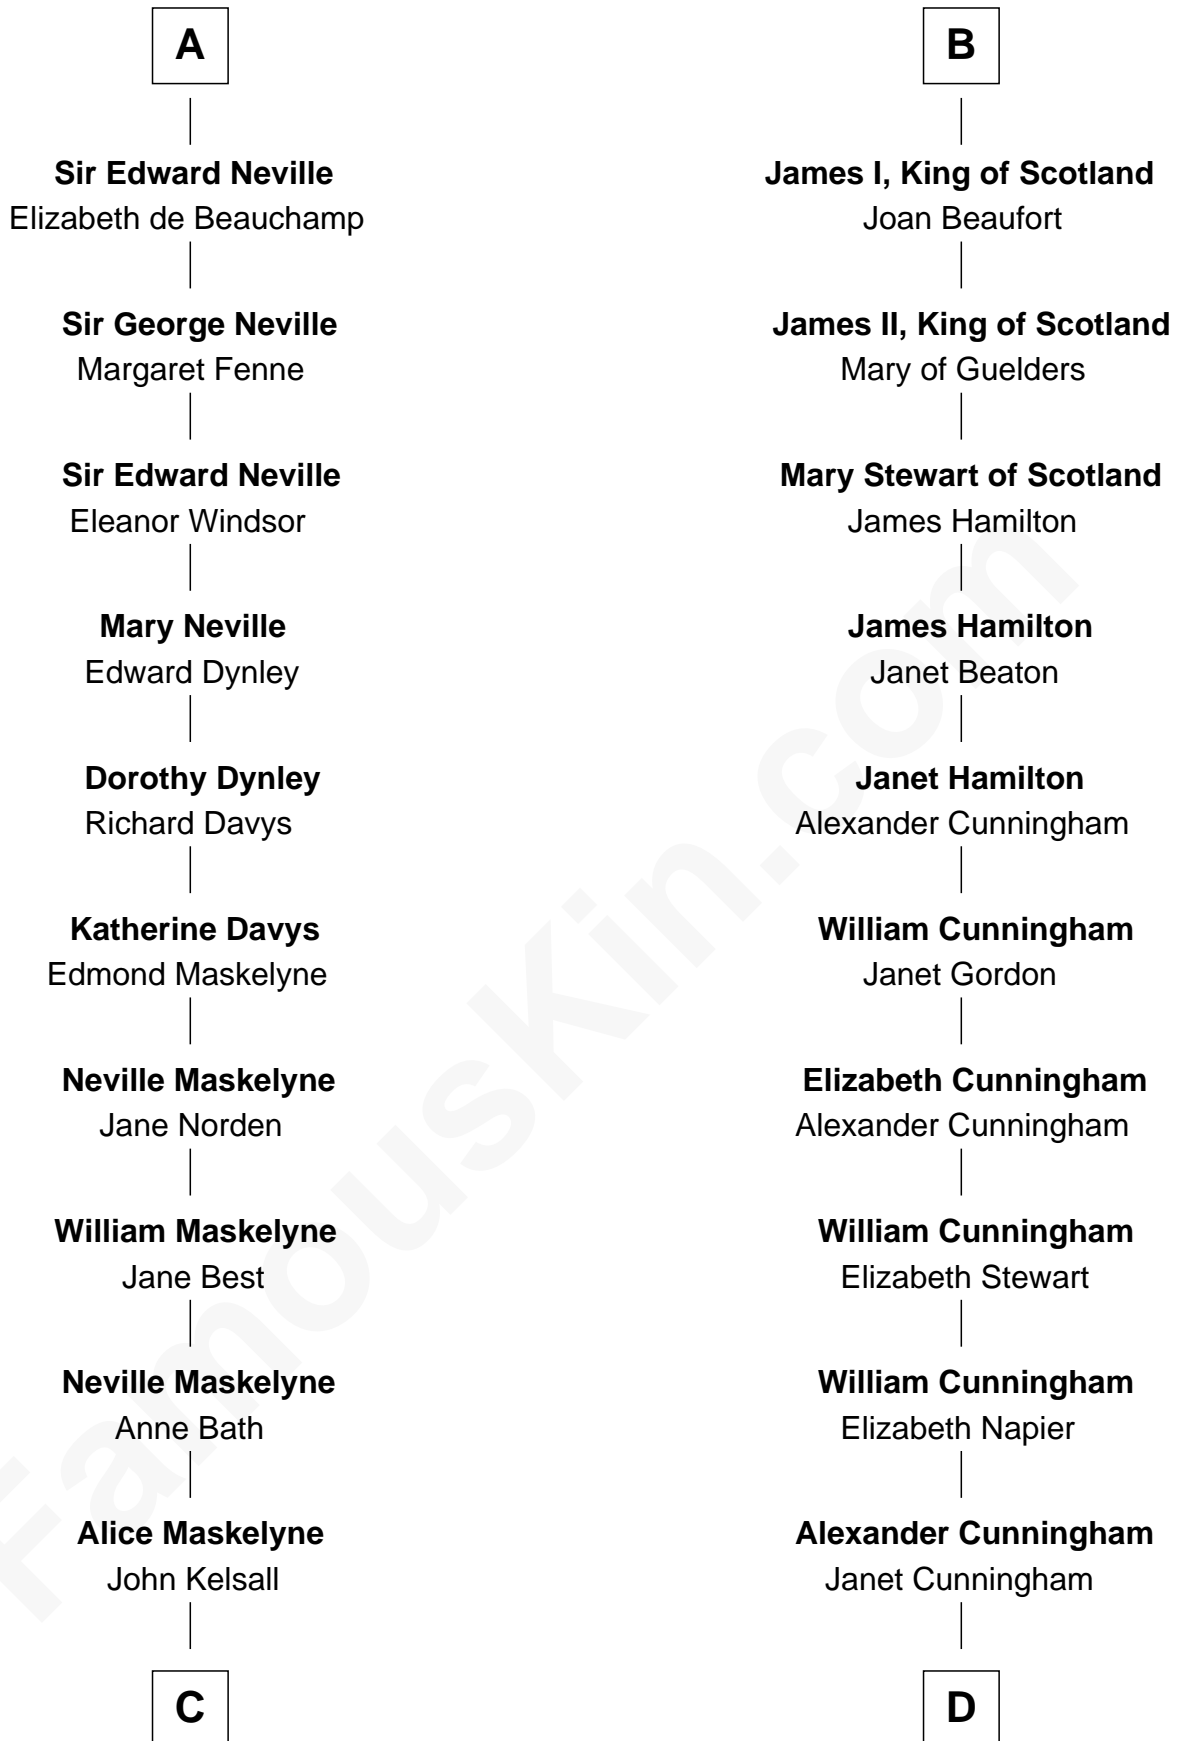 A
Sir Edward Neville
Elizabeth de Beauchamp
Sir George Neville
Margaret Fenne
Sir Edward Neville
Eleanor Windsor
Mary Neville
Edward Dynley
Dorothy Dynley
Richard Davys
Katherine Davys
Edmond Maskelyne
Neville Maskelyne
Jane Norden
William Maskelyne
Jane Best
Neville Maskelyne
Anne Bath
Alice Maskelyne
John Kelsall
C
B
James I, King of Scotland
Joan Beaufort
James II, King of Scotland
Mary of Guelders
Mary Stewart of Scotland
James Hamilton
James Hamilton
Janet Beaton
Janet Hamilton
Alexander Cunningham
William Cunningham
Janet Gordon
Elizabeth Cunningham
Alexander Cunningham
William Cunningham
Elizabeth Stewart
William Cunningham
Elizabeth Napier
Alexander Cunningham
Janet Cunningham
D
FamousKin.com